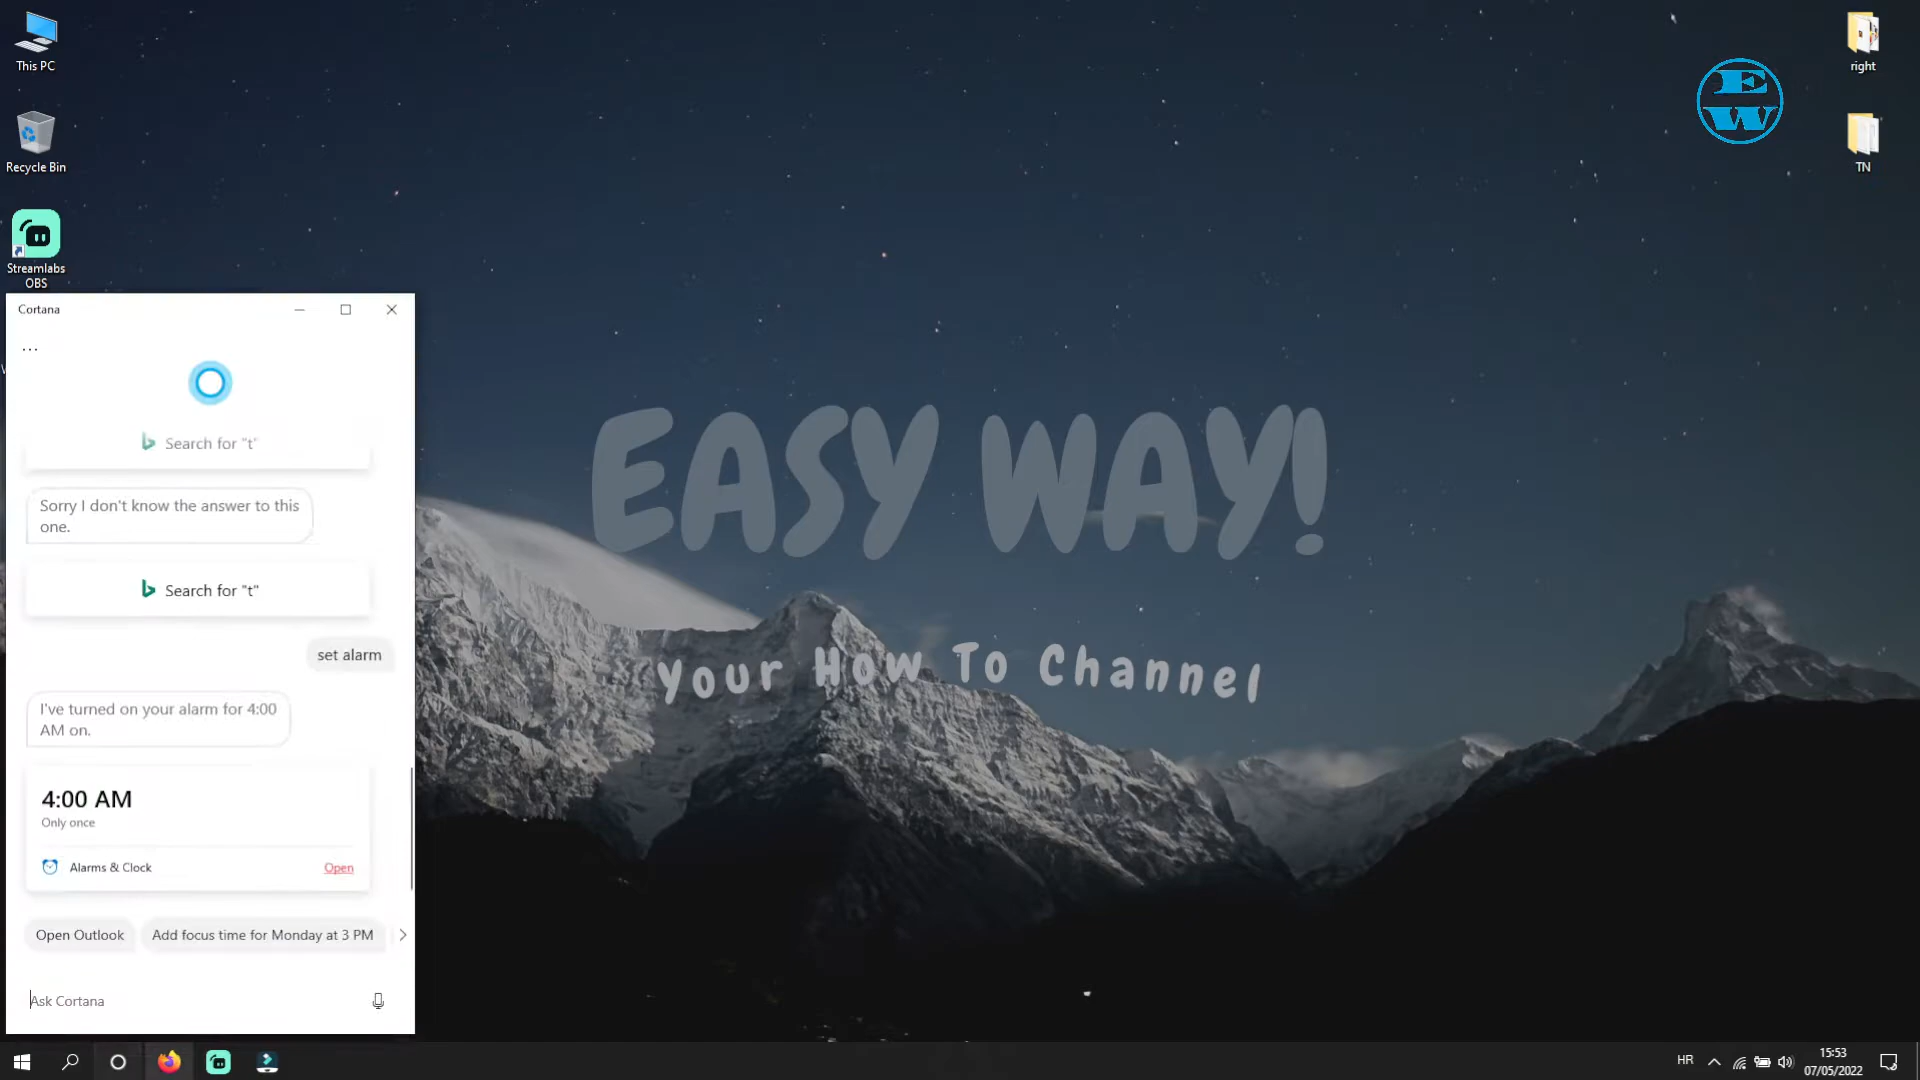 This PC
Recycle Bin
Streamlabs
OBS
Cortana
...
Search for "t"
Sorry I don't know the answer to this
one.
Search for "t"
set alarm
I've turned on your alarm for 4:00
AM on.
4:00 AM
Only once
Alarms & Clock
Open
Open Outlook
Add focus time for Monday at 3 PM
Ask Cortana
EASY WAY!
Your How To Channel
E
W
right
TN
HR
15:53
07/05/2022